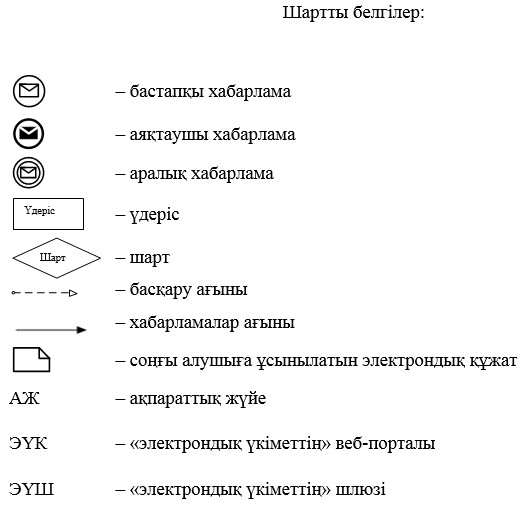 Шартты белгілер:
– бастапқы хабарлама
– аяқтаушы хабарлама
– аралық хабарлама
Үдеріс – үдеріс
Шарт – шарт
– басқару ағыны
– хабарламалар ағыны
– соңғы алушыға ұсынылатын электрондық құжат
АЖ – ақпараттық жүйе
ЭҮК – «электрондық үкіметтің» веб-порталы
ЭҮШ – «электрондық үкіметтің» шлюзі